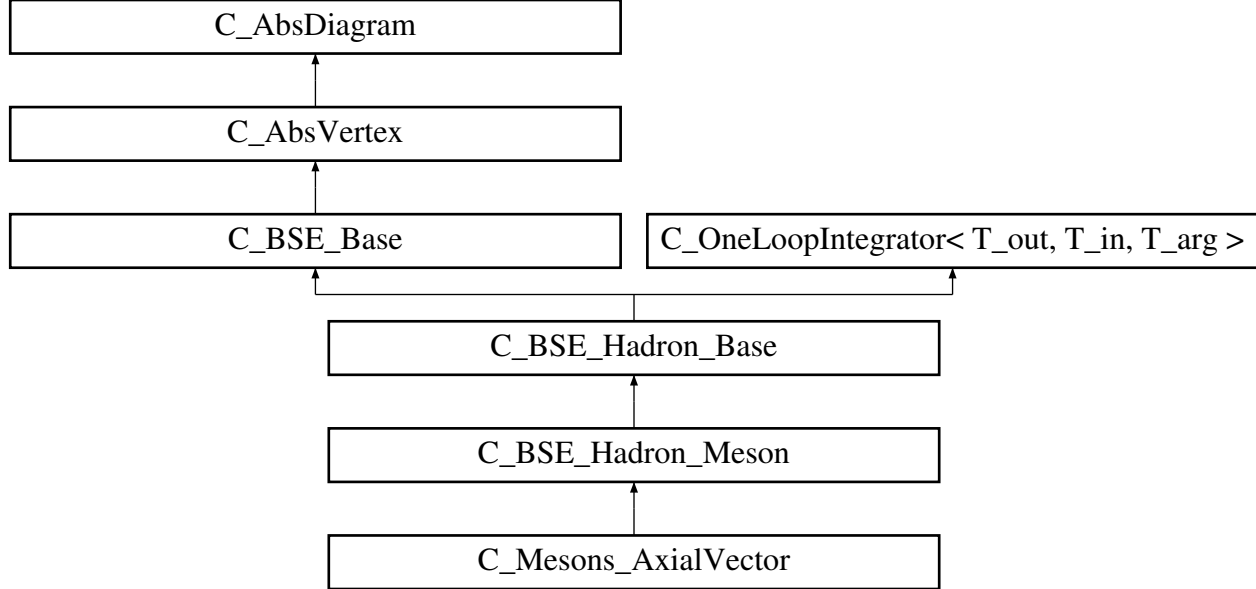 C_AbsDiagram
C_AbsVertex
C_BSE_Base
C_OneLoopIntegrator< T_out, T_in, T_arg >
C_BSE_Hadron_Base
C_BSE_Hadron_Meson
C_Mesons_AxialVector